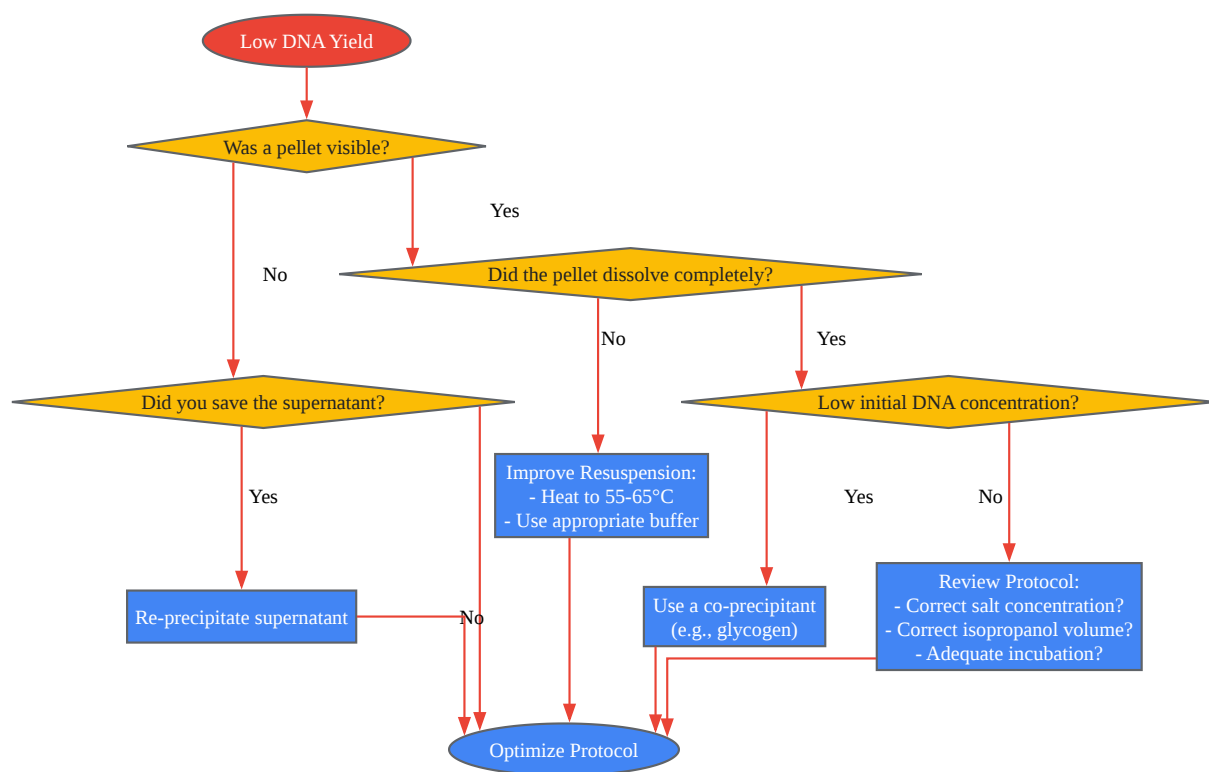 Low DNA Yield
Was a pellet visible?
Yes
No
Did the pellet dissolve completely?
No
Yes
Did you save the supernatant?
Low initial DNA concentration?
Improve Resuspension:
- Heat to 55-65°C
- Use appropriate buffer
Yes
Yes
No
Re-precipitate supernatant
No
Use a co-precipitant
(e.g., glycogen)
Review Protocol:
- Correct salt concentration?
- Correct isopropanol volume?
- Adequate incubation?
Optimize Protocol